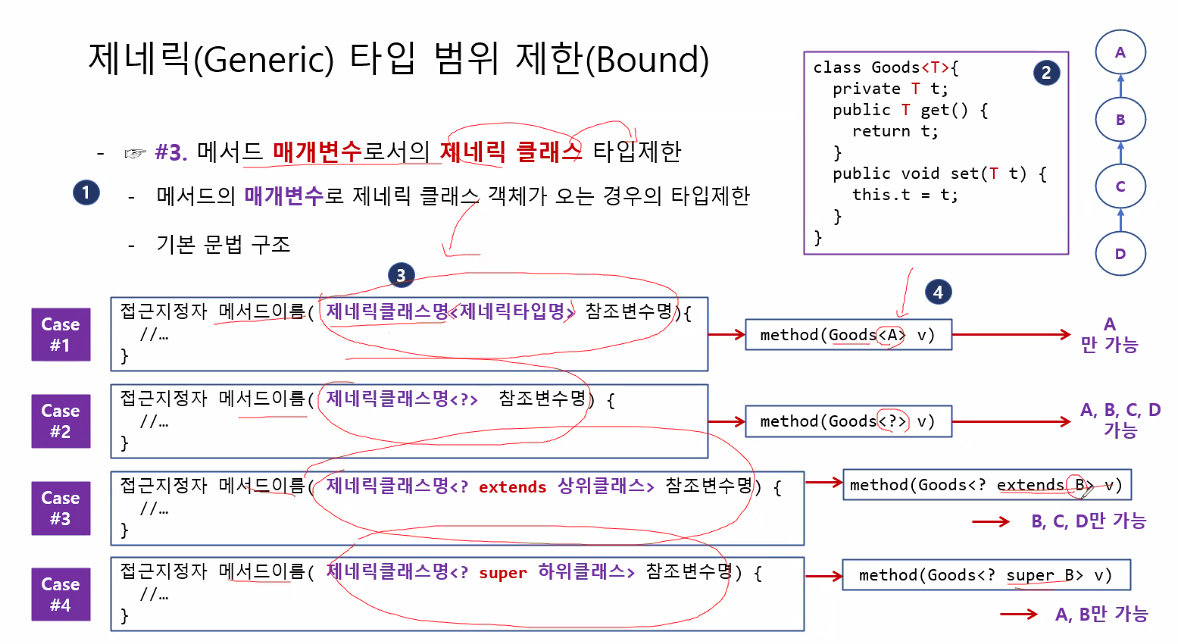 제네릭(Generic) 타입 범위 제한(Bound)
- ☞ #3. 메서드 매개변수로서의 제네릭 클래스 타입제한
1
- 메서드의 매개변수로 제네릭 클래스 객체가 오는 경우의 타입제한
- 기본 문법 구조
2
class Goods<T>{
private T t;
public T get() {
return t;
}
public void set(T t) {
this.t = t;
}
}
A
B
C
D
3
4
Case
#1
접근지정자 메서드이름( 제네릭클래스명<제네릭타입명> 참조변수명){
//…
}
method(Goods<A> v)
A
만 가능
Case
#2
접근지정자 메서드이름( 제네릭클래스명<?> 참조변수명) {
//…
}
method(Goods<?> v)
A, B, C, D
가능
Case
#3
접근지정자 메서드이름( 제네릭클래스명<? extends 상위클래스> 참조변수명) {
//…
}
method(Goods<? extends B> v)
B, C, D만 가능
Case
#4
접근지정자 메서드이름( 제네릭클래스명<? super 하위클래스> 참조변수명) {
//…
}
method(Goods<? super B> v)
A, B만 가능